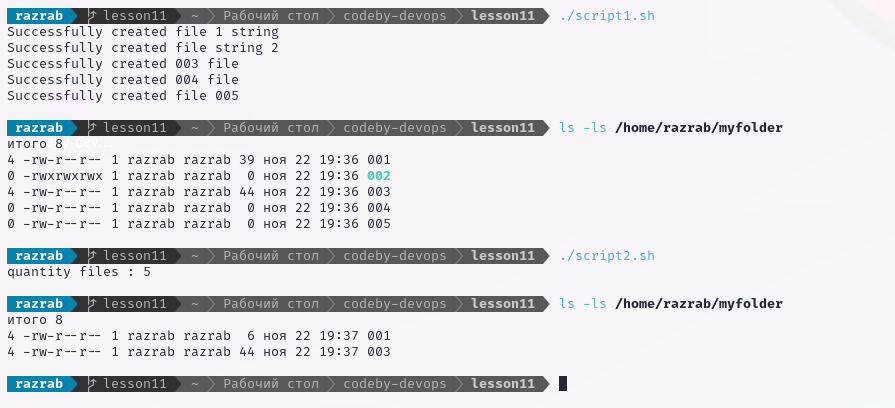 razrab lesson11 ~ Рабочий стол codeby-devops lesson11 ./script1.sh
Successfully created file 1 string
Successfully created file string 2
Successfully created 003 file
Successfully created 004 file
Successfully created file 005
razrab lesson11 ~ Рабочий стол codeby-devops lesson11 ls -ls /home/razrab/myfolder
итого 8
4 -rw-r--r-- 1 razrab razrab 39 ноя 22 19:36 001
0 -rwxrwxrwx 1 razrab razrab  0 ноя 22 19:36 002
4 -rw-r--r-- 1 razrab razrab 44 ноя 22 19:36 003
0 -rw-r--r-- 1 razrab razrab  0 ноя 22 19:36 004
0 -rw-r--r-- 1 razrab razrab  0 ноя 22 19:36 005
razrab lesson11 ~ Рабочий стол codeby-devops lesson11 ./script2.sh
quantity files : 5
razrab lesson11 ~ Рабочий стол codeby-devops lesson11 ls -ls /home/razrab/myfolder
итого 8
4 -rw-r--r-- 1 razrab razrab  6 ноя 22 19:37 001
4 -rw-r--r-- 1 razrab razrab 44 ноя 22 19:37 003
razrab lesson11 ~ Рабочий стол codeby-devops lesson11